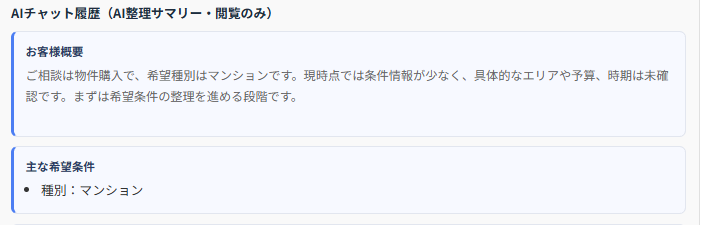 AIチャット履歴（AI整理サマリー・閲覧のみ）
お客様概要
ご相談は物件購入で、希望種別はマンションです。現時点では条件情報が少なく、具体的なエリアや予算、時期は未確
認です。まずは希望条件の整理を進める段階です。
主な希望条件
• 種別：マンション